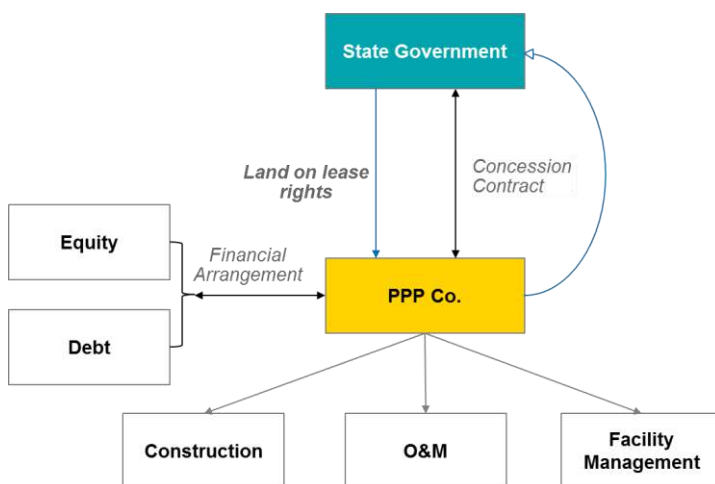 State Government
Land on lease
rights
Concession
Contract
Equity
Financial
Arrangement
PPP Co.
Debt
Construction
O&M
Facility
Management